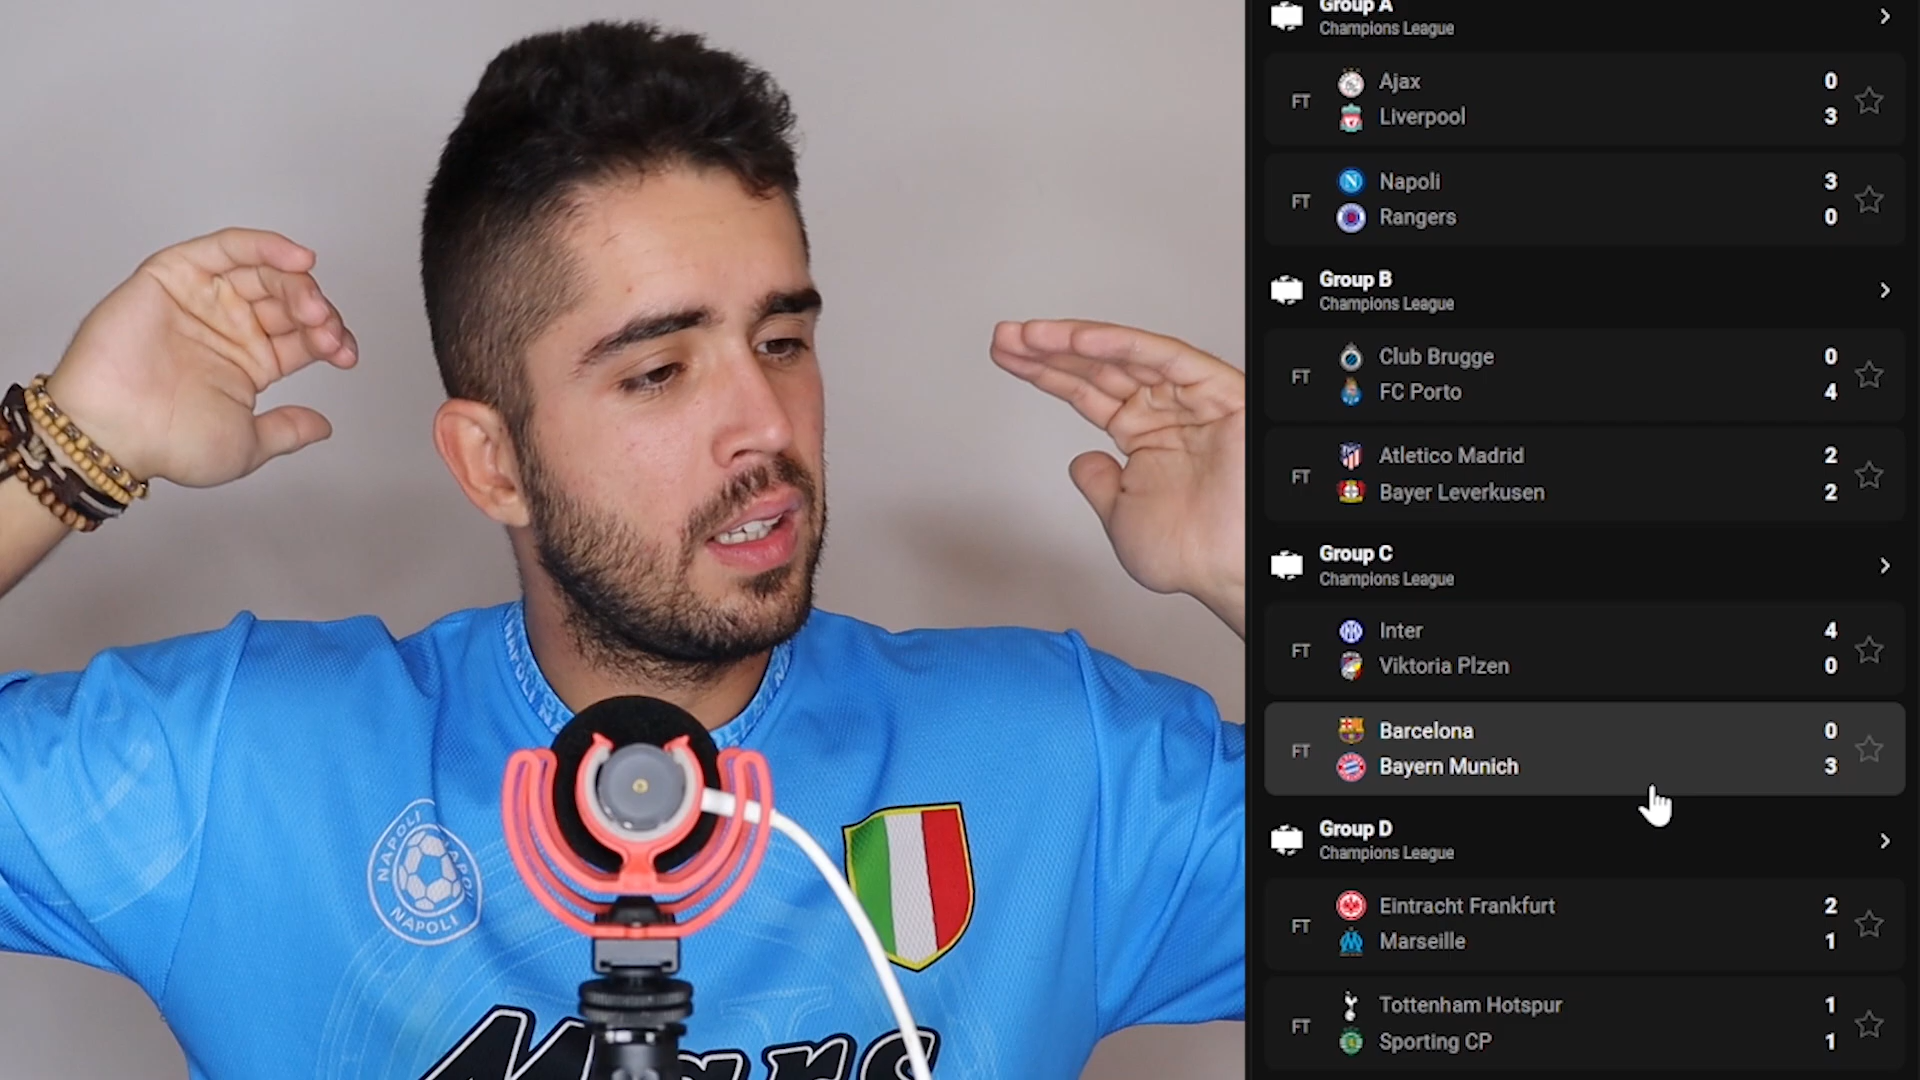 Group A
Champions League
FT
Ajax 0
Liverpool 3
FT
Napoli 3
Rangers 0
Group B
Champions League
FT
Club Brugge 0
FC Porto 4
FT
Atletico Madrid 2
Bayer Leverkusen 2
Group C
Champions League
FT
Inter 4
Viktoria Plzen 0
FT
Barcelona 0
Bayern Munich 3
Group D
Champions League
FT
Eintracht Frankfurt 2
Marseille 1
FT
Tottenham Hotspur 1
Sporting CP 1
NAPOLI
NAPOLI
NAPOLI
Mars